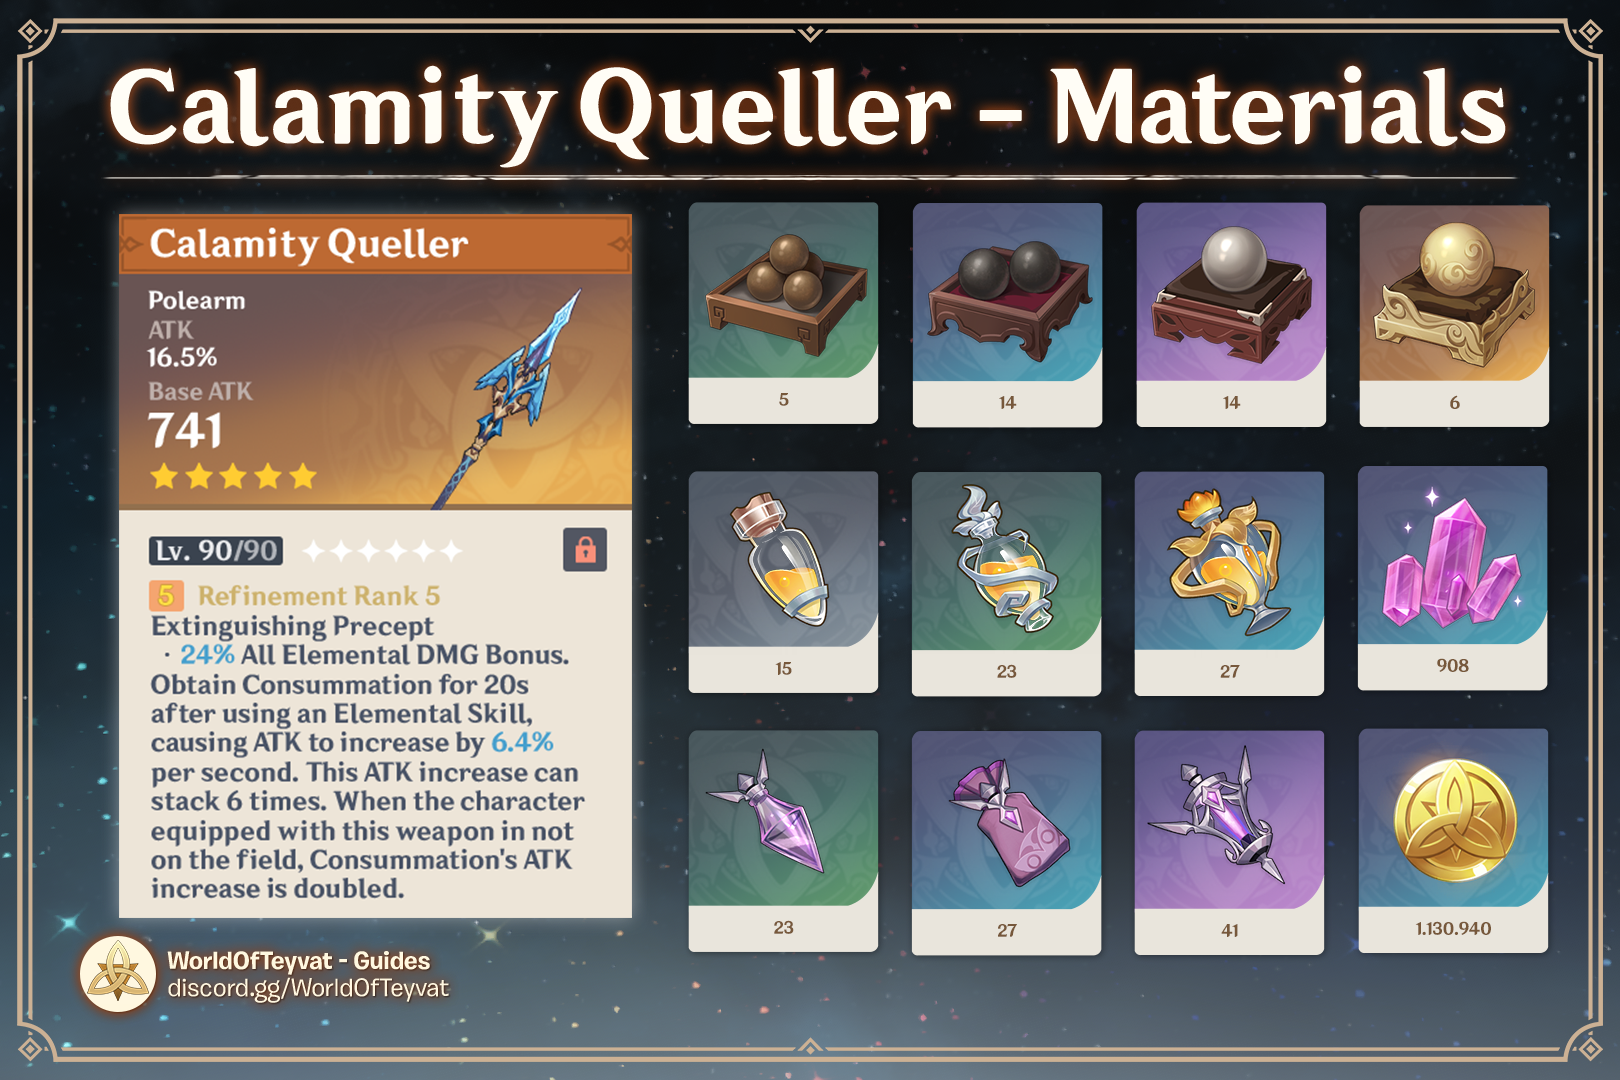 Calamity Queller - Materials
Calamity Queller
Polearm
ATK
16.5%
Base ATK
741
Lv. 90/90
5 Refinement Rank 5
Extinguishing Precept
· 24% All Elemental DMG Bonus.
Obtain Consummation for 20s
after using an Elemental Skill,
causing ATK to increase by 6.4%
per second. This ATK increase can
stack 6 times. When the character
equipped with this weapon in not
on the field, Consummation's ATK
increase is doubled.
5
14
14
6
15
23
27
908
23
27
41
1.130.940
WorldOfTeyvat - Guides
discord.gg/WorldOfTeyvat